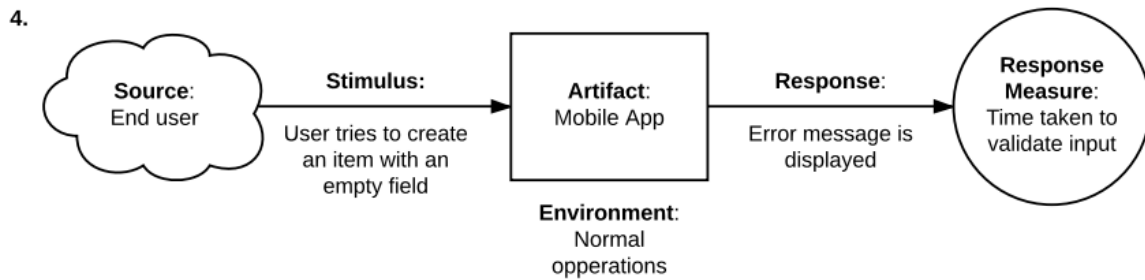 4.
Source:
End user
Stimulus:
User tries to create
an item with an
empty field
Artifact:
Mobile App
Environment:
Normal
opperations
Response:
Error message is
displayed
Response
Measure:
Time taken to
validate input